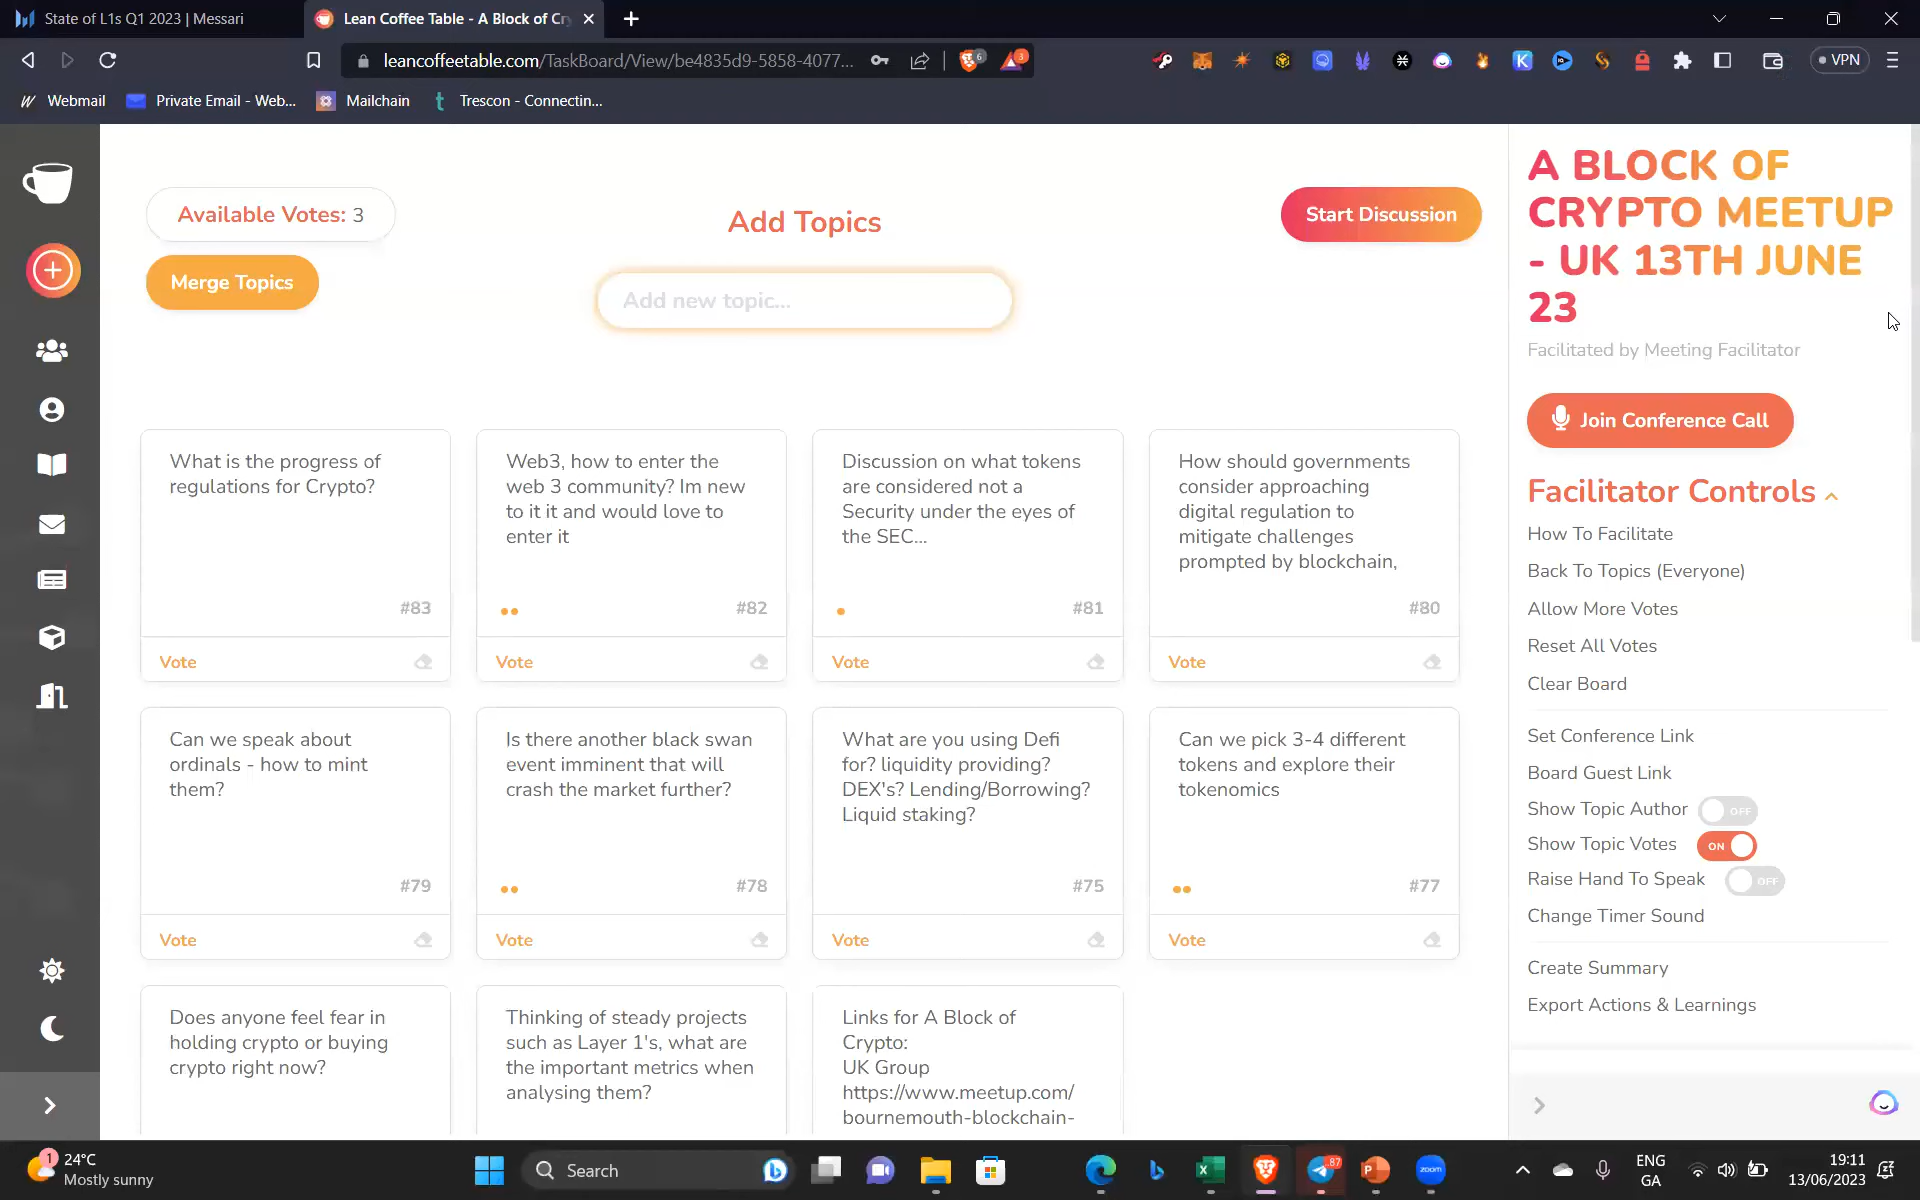 State of L1s Q1 2023 | Messari
Lean Coffee Table - A Block of Cr
leancoffeetable.com/TaskBoard/View/be4835d9-5858-4077...
6
3
VPN
Webmail
Private Email - Web...
Mailchain
Trescon - Connectin...
Available Votes: 3
Merge Topics
Add Topics
Add new topic...
Start Discussion
What is the progress of
regulations for Crypto?
#83
Vote
Web3, how to enter the
web 3 community? Im new
to it it and would love to
enter it
#82
Vote
Discussion on what tokens
are considered not a
Security under the eyes of
the SEC...
#81
Vote
How should governments
consider approaching
digital regulation to
mitigate challenges
prompted by blockchain,
#80
Vote
Can we speak about
ordinals - how to mint
them?
#79
Vote
Is there another black swan
event imminent that will
crash the market further?
#78
Vote
What are you using Defi
for? liquidity providing?
DEX's? Lending/Borrowing?
Liquid staking?
#75
Vote
Can we pick 3-4 different
tokens and explore their
tokenomics
#77
Vote
Does anyone feel fear in
holding crypto or buying
crypto right now?
Thinking of steady projects
such as Layer 1's, what are
the important metrics when
analysing them?
Links for A Block of
Crypto:
UK Group
https://www.meetup.com/
bournemouth-blockchain-
A BLOCK OF
CRYPTO MEETUP
- UK 13TH JUNE
23
Facilitated by Meeting Facilitator
Join Conference Call
Facilitator Controls
How To Facilitate
Back To Topics (Everyone)
Allow More Votes
Reset All Votes
Clear Board
Set Conference Link
Board Guest Link
Show Topic Author OFF
Show Topic Votes ON
Raise Hand To Speak OFF
Change Timer Sound
Create Summary
Export Actions & Learnings
1
24°C
Mostly sunny
Search
87
zoom
ENG
GA
19:11
13/06/2023